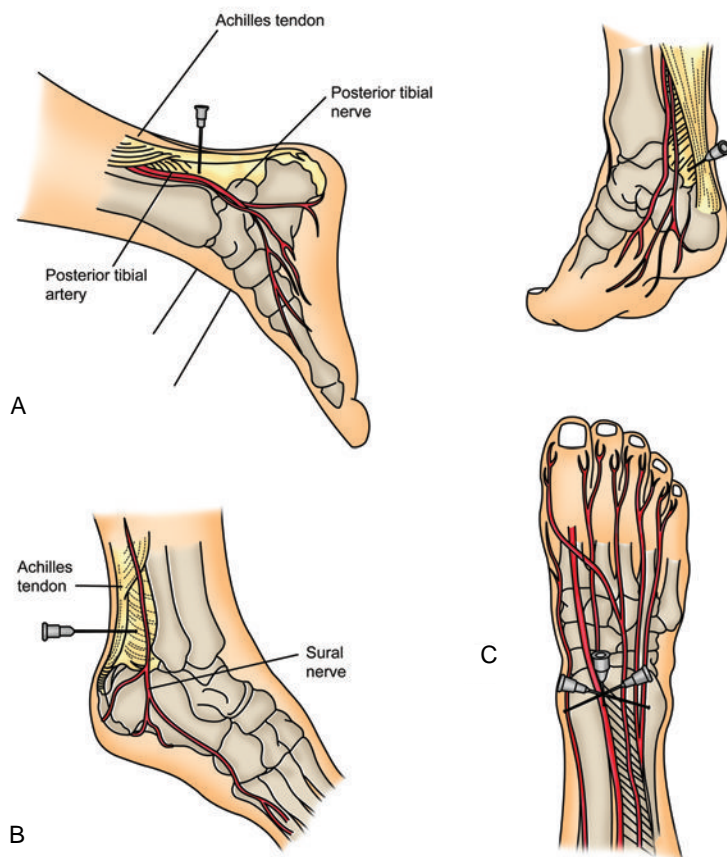 Achilles tendon
Posterior tibial
nerve
Posterior tibial
artery
A
Achilles
tendon
Sural
nerve
B
C